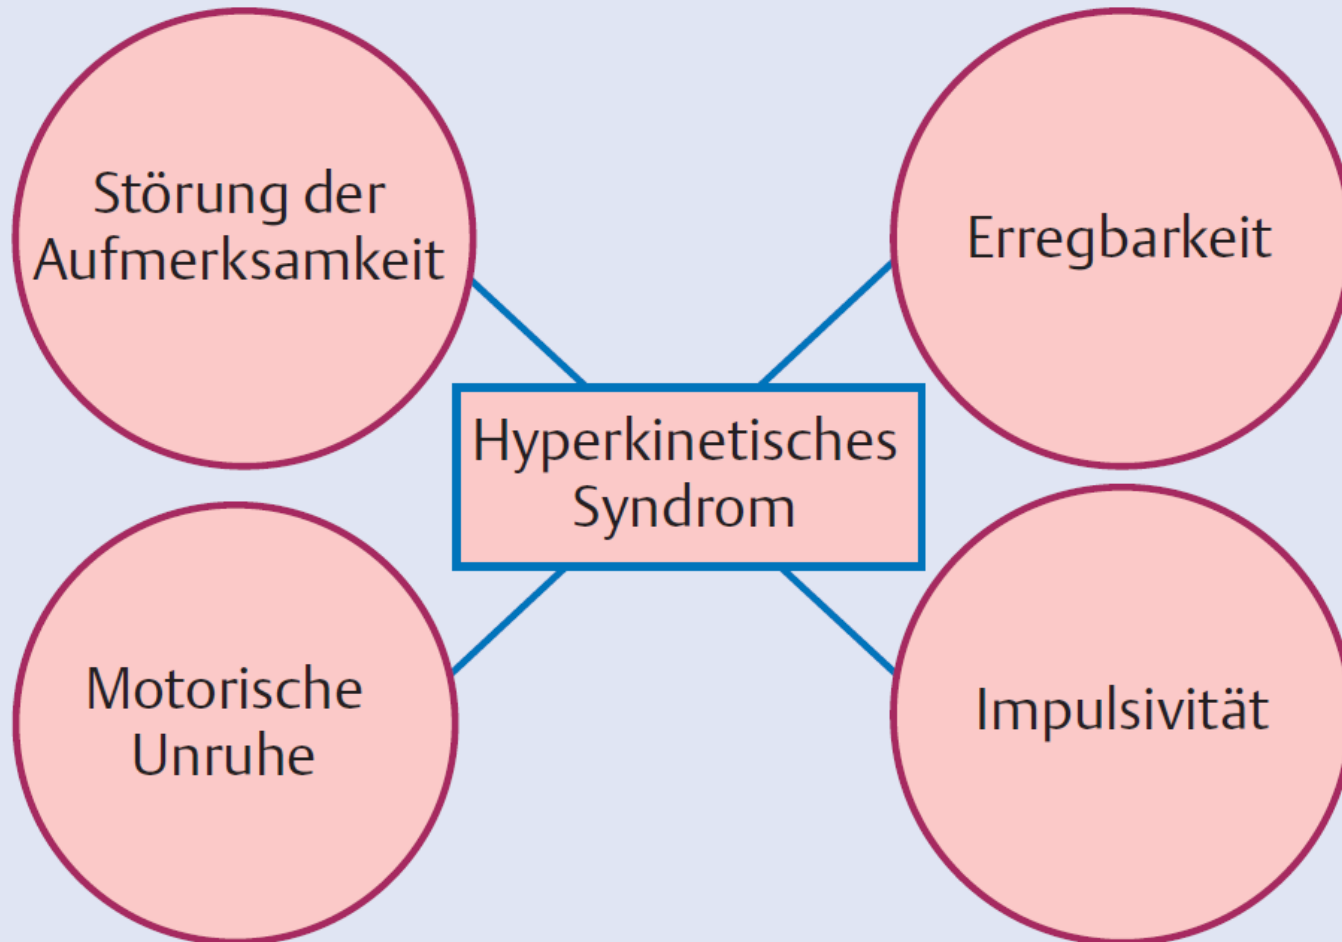 Störung der
Aufmerksamkeit
Erregbarkeit
Hyperkinetisches
Syndrom
Motorische
Unruhe
Impulsivität